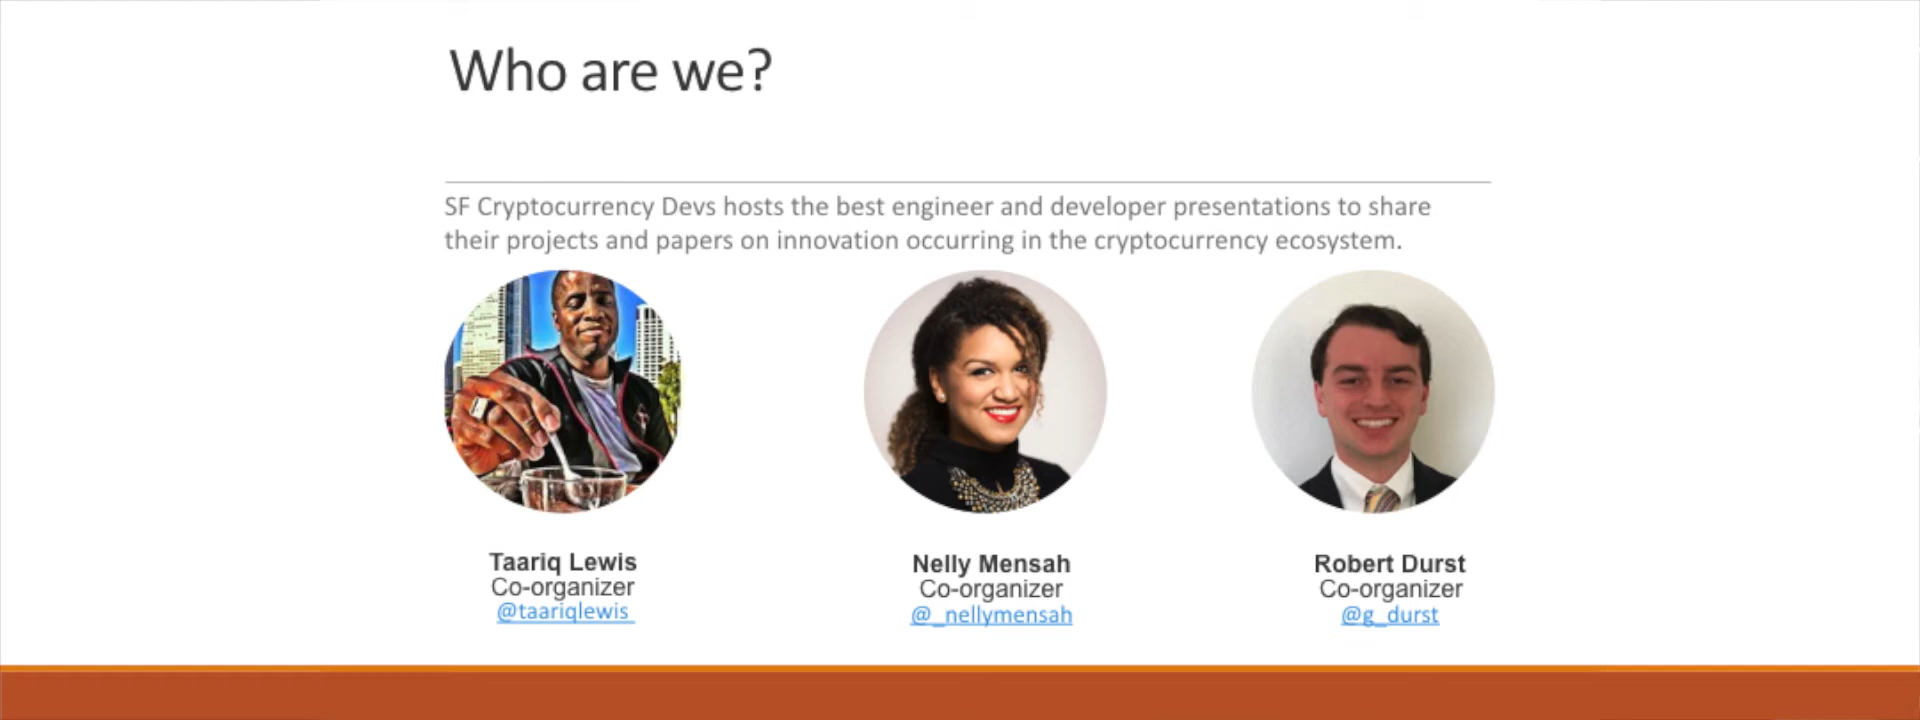 Who are we?
SF Cryptocurrency Devs hosts the best engineer and developer presentations to share
their projects and papers on innovation occurring in the cryptocurrency ecosystem.
Taariq Lewis
Co-organizer
@taariqlewis
Nelly Mensah
Co-organizer
@_nellymensah
Robert Durst
Co-organizer
@g_durst